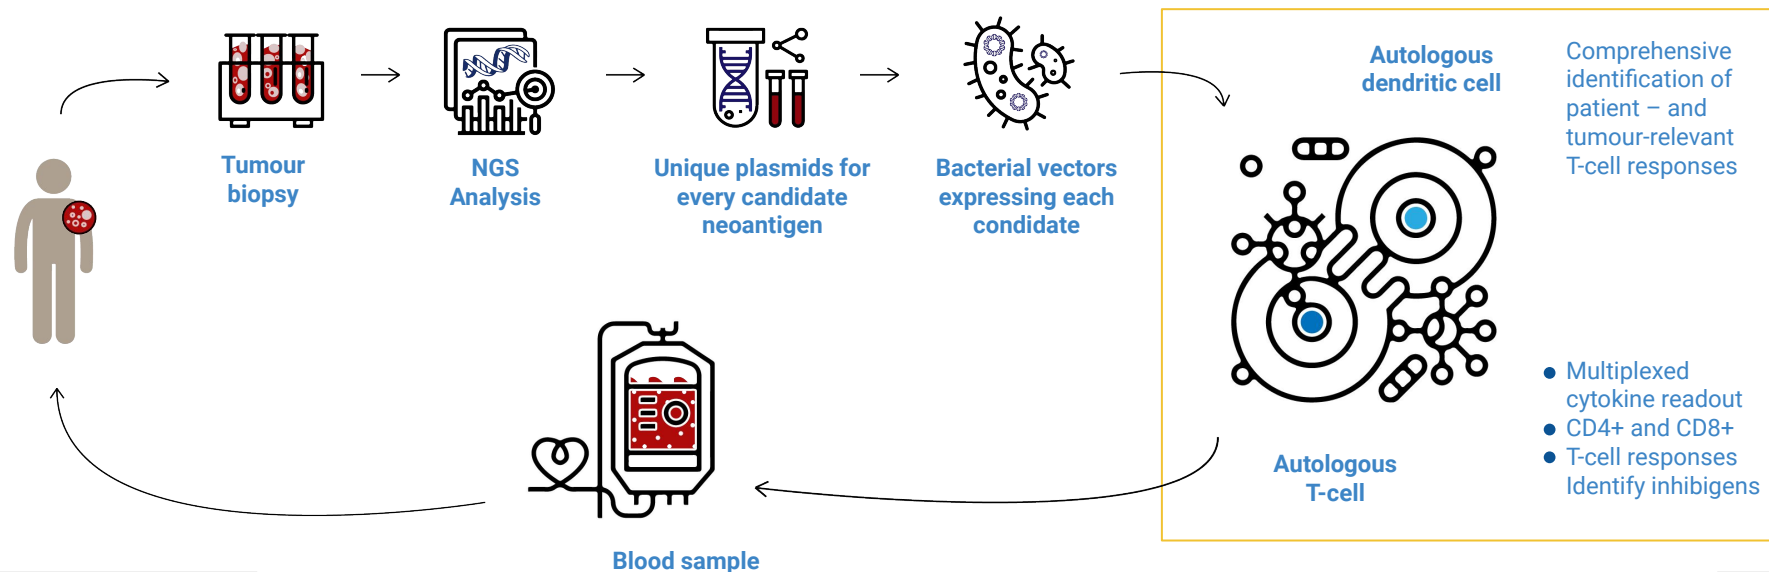 Tumour
biopsy
NGS
Analysis
Unique plasmids for
every candidate
neoantigen
Bacterial vectors
expressing each
condidate
Autologous
dendritic cell
Comprehensive
identification of
patient – and
tumour-relevant
T-cell responses
Autologous
T-cell
● Multiplexed
cytokine readout
● CD4+ and CD8+
● T-cell responses
Identify inhibigens
Blood sample